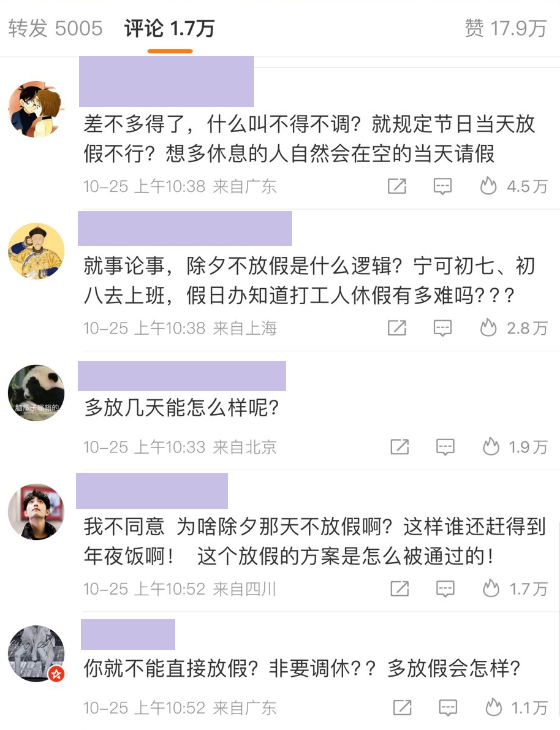 转发 5005 评论 1.7万 赞 17.9万
差不多得了，什么叫不得不调？就规定节日当天放
假不行？想多休息的人自然会在空的当天请假
10-25 上午10:38 来自广东 4.5万
就事论事，除夕不放假是什么逻辑？宁可初七、初
八去上班，假日办知道打工人休假有多难吗？？？
10-25 上午10:38 来自上海 2.8万
多放几天能怎么样呢？
10-25 上午10:33 来自北京 1.9万
我不同意 为啥除夕那天不放假啊？这样谁还赶得到
年夜饭啊！ 这个放假的方案是怎么被通过的！
10-25 上午10:52 来自四川 1.7万
你就不能直接放假？非要调休？？多放假会怎样？
10-25 上午10:52 来自广东 1.1万